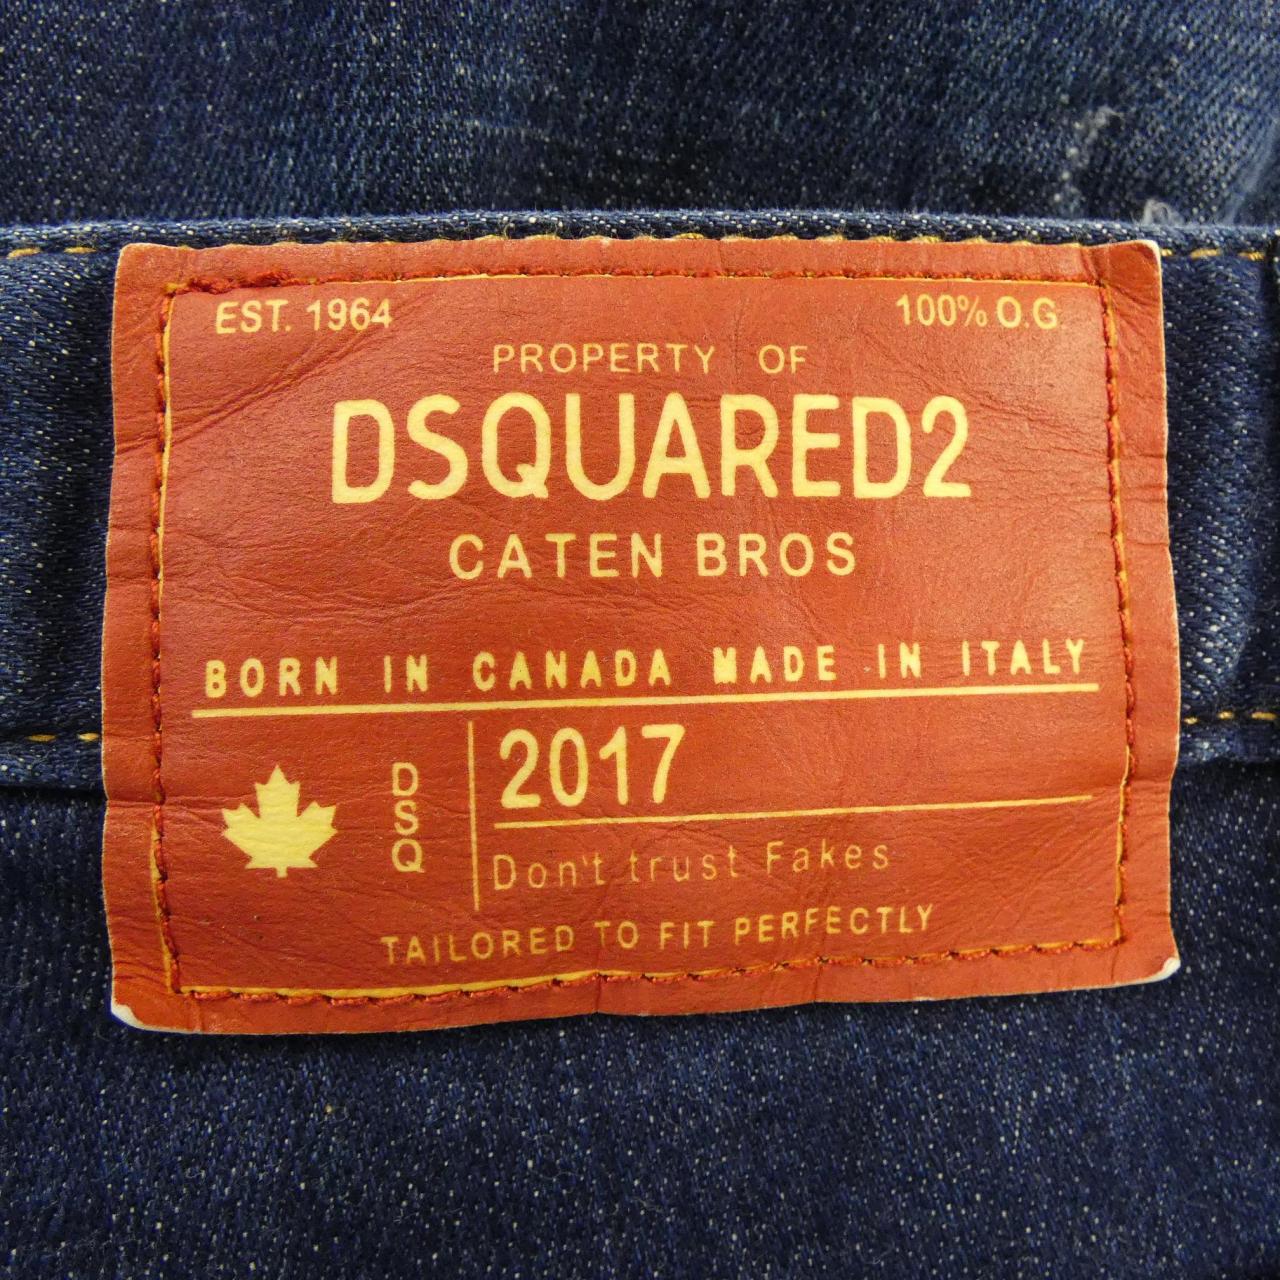 EST. 1964 100% O.G.
PROPERTY OF
DSQUARED2
CATEN BROS
BORN IN CANADA MADE IN ITALY
DSQ
2017
Don't trust Fakes
TAILORED TO FIT PERFECTLY